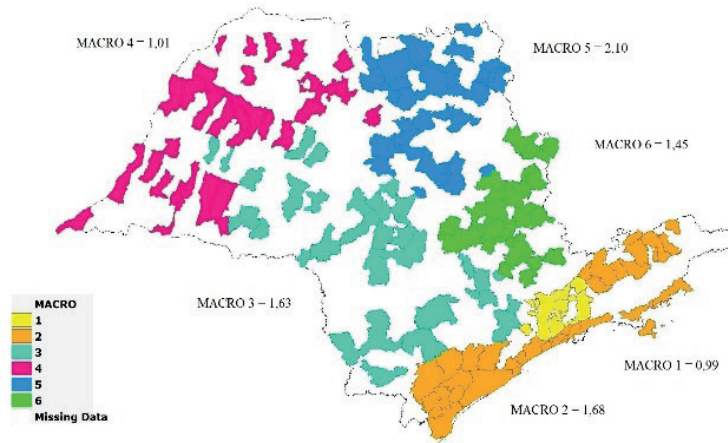 MACRO 4 = 1,01
MACRO 5 = 2,10
MACRO 6 = 1,45
MACRO 3 = 1,63
MACRO 1 = 0,99
MACRO 2 = 1,68
MACRO
1
2
3
4
5
6
Missing Data